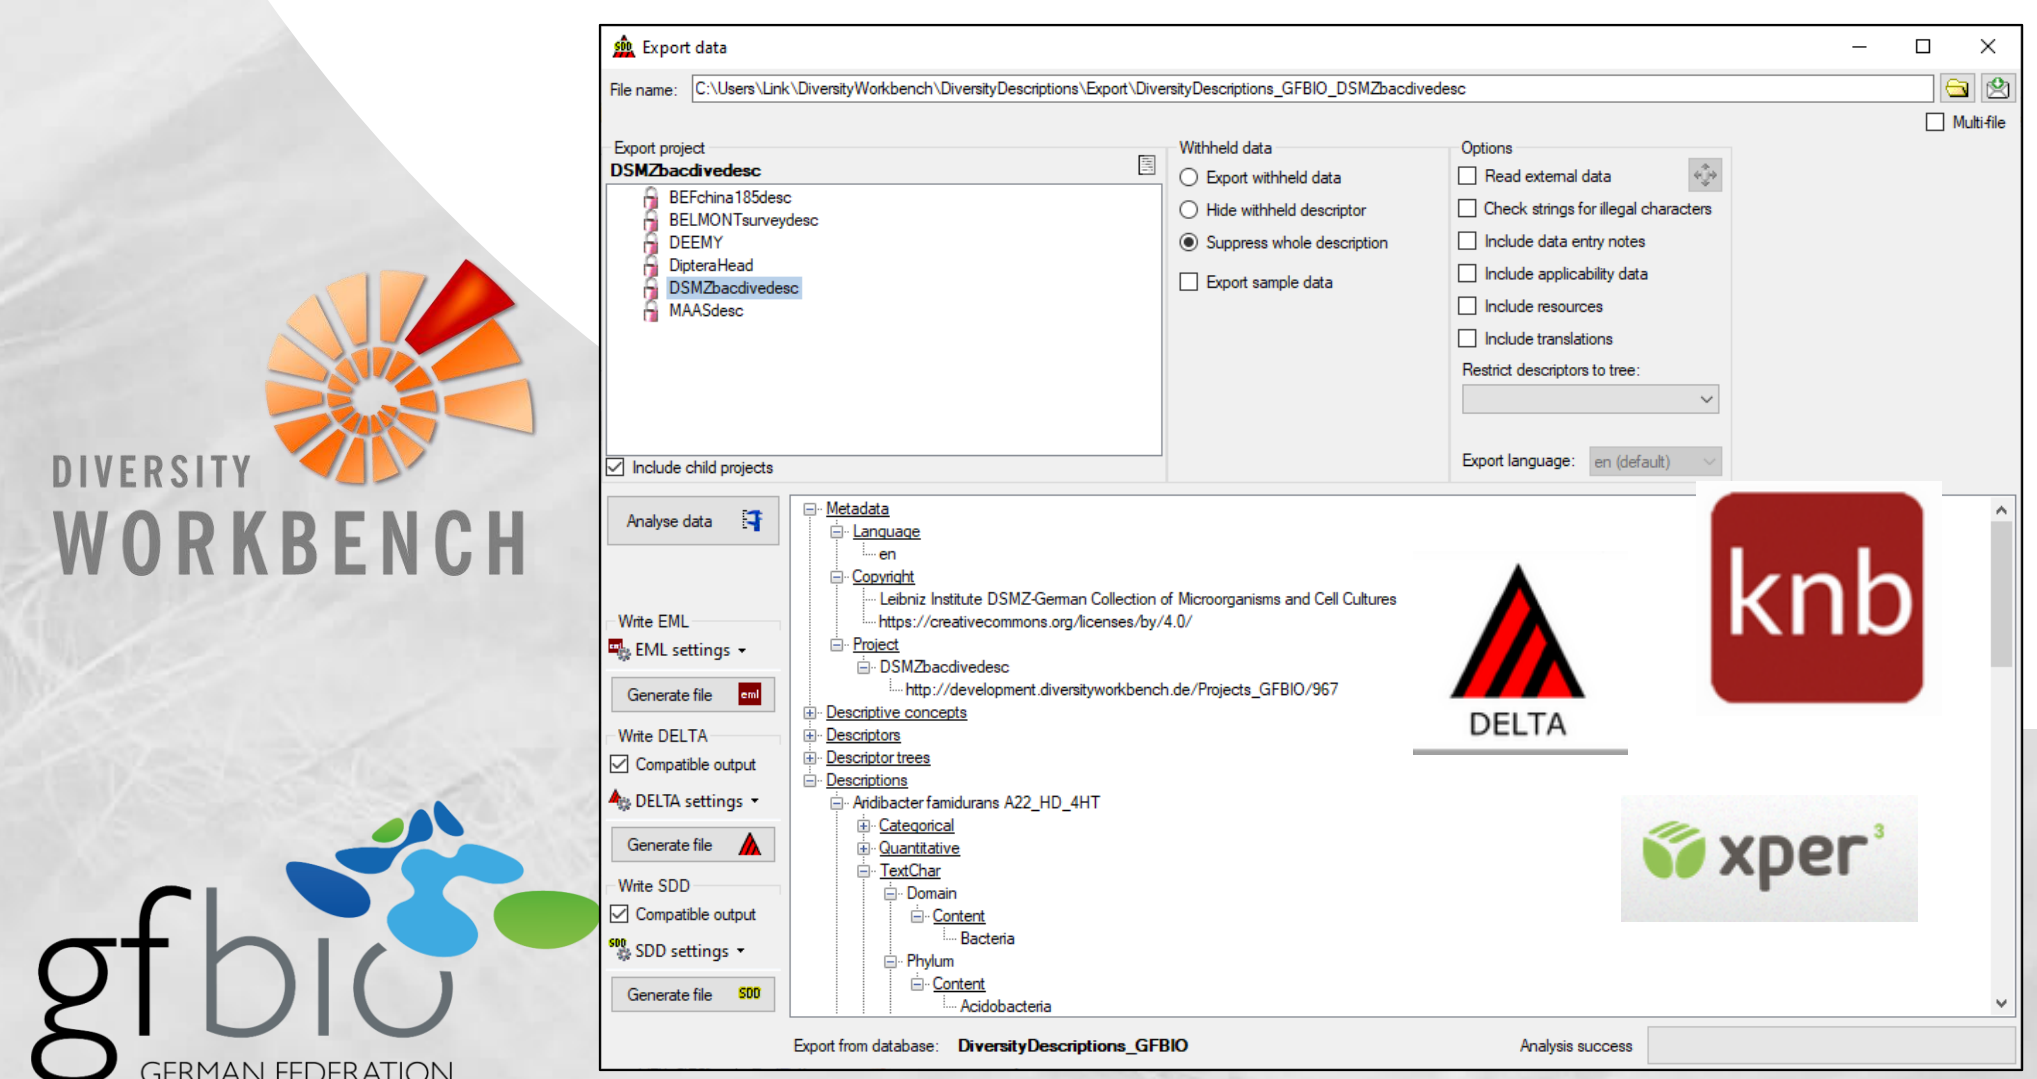 DIVERSITY
WORKBENCH
gfbio
GERMAN FEDERATION
SDD Export data
File name: C:\Users\Link\DiversityWorkbench\DiversityDescriptions\Export\DiversityDescriptions_GFBIO_DSMZbacdivedesc
Multi-file
Export project
DSMZbacdivedesc
BEFchina185desc
BELMONTsurveydesc
DEEMY
DipteraHead
DSMZbacdivedesc
MAASdesc
Include child projects
Withheld data
Export withheld data
Hide withheld descriptor
Suppress whole description
Export sample data
Options
Read external data
Check strings for illegal characters
Include data entry notes
Include applicability data
Include resources
Include translations
Restrict descriptors to tree:
Export language: en (default)
Analyse data
Write EML
EML settings
Generate file eml
Write DELTA
Compatible output
DELTA settings
Generate file
Write SDD
Compatible output
SDD SDD settings
Generate file SDD
Metadata
Language
en
Copyright
Leibniz Institute DSMZ-German Collection of Microorganisms and Cell Cultures
https://creativecommons.org/licenses/by/4.0/
Project
DSMZbacdivedesc
http://development.diversityworkbench.de/Projects_GFBIO/967
Descriptive concepts
Descriptors
Descriptor trees
Descriptions
Aridibacter famidurans A22_HD_4HT
Categorical
Quantitative
TextChar
Domain
Content
Bacteria
Phylum
Content
Acidobacteria
DELTA
knb
xper3
Export from database: DiversityDescriptions_GFBIO
Analysis success